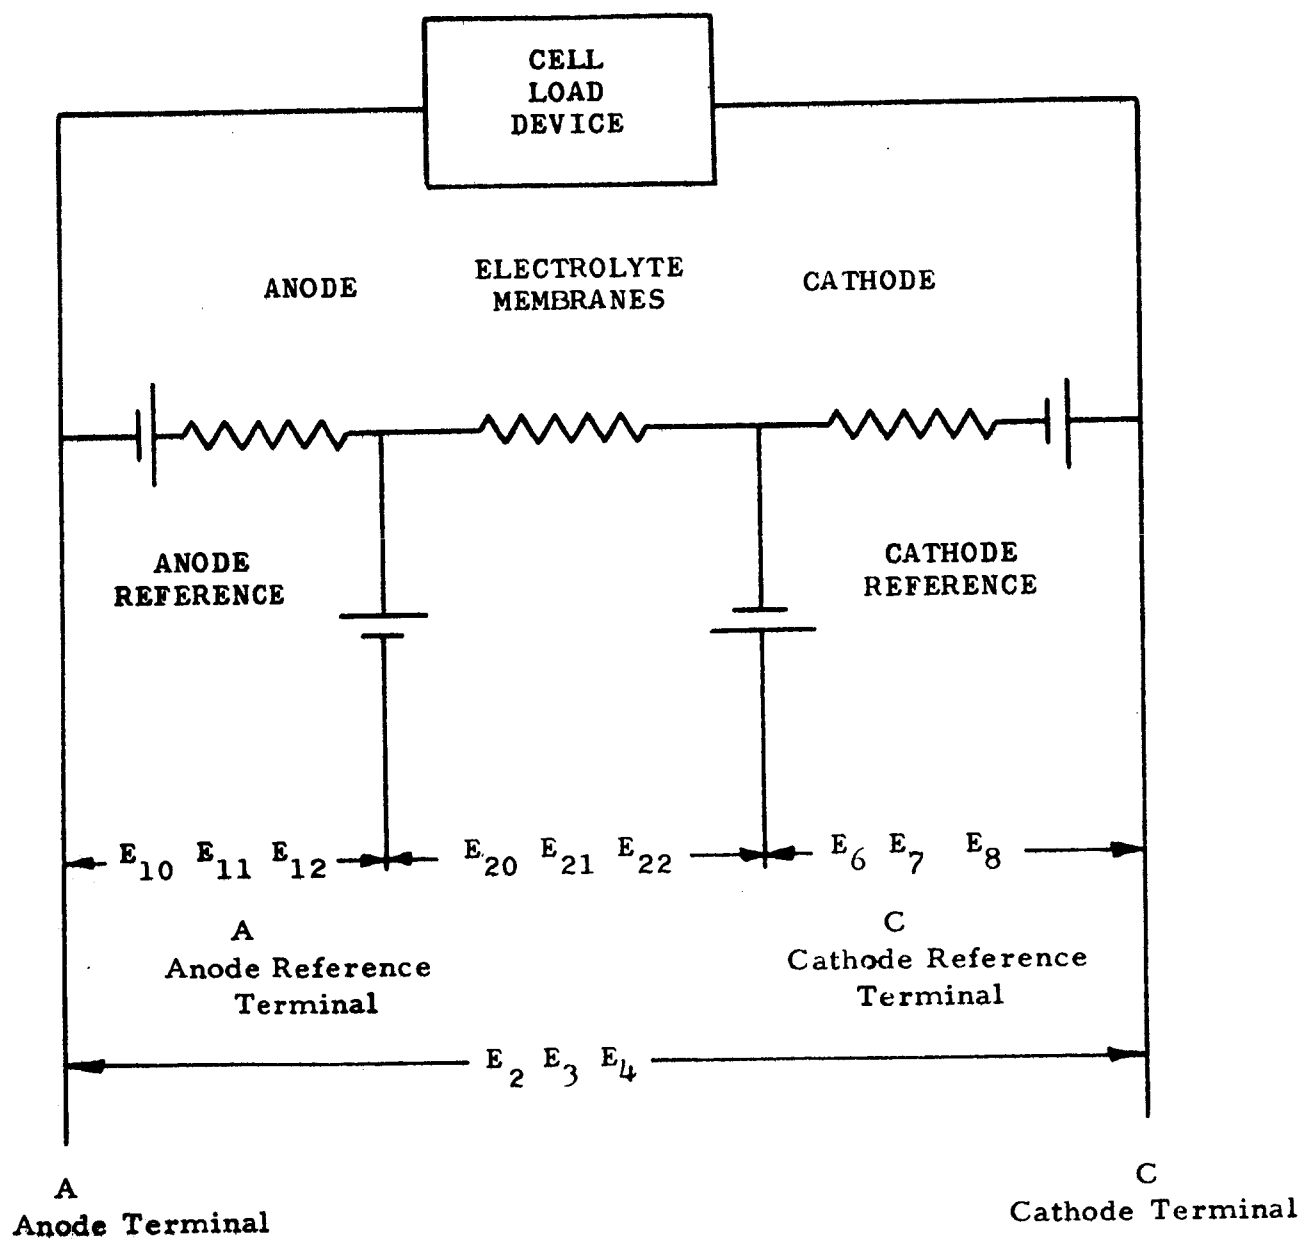 CELL
LOAD
DEVICE
ANODE
ELECTROLYTE
MEMBRANES
CATHODE
ANODE
REFERENCE
CATHODE
REFERENCE
E10 E11 E12
E20 E21 E22
E6 E7 E8
A
Anode Reference
Terminal
C
Cathode Reference
Terminal
E2 E3 E4
A
Anode Terminal
C
Cathode Terminal